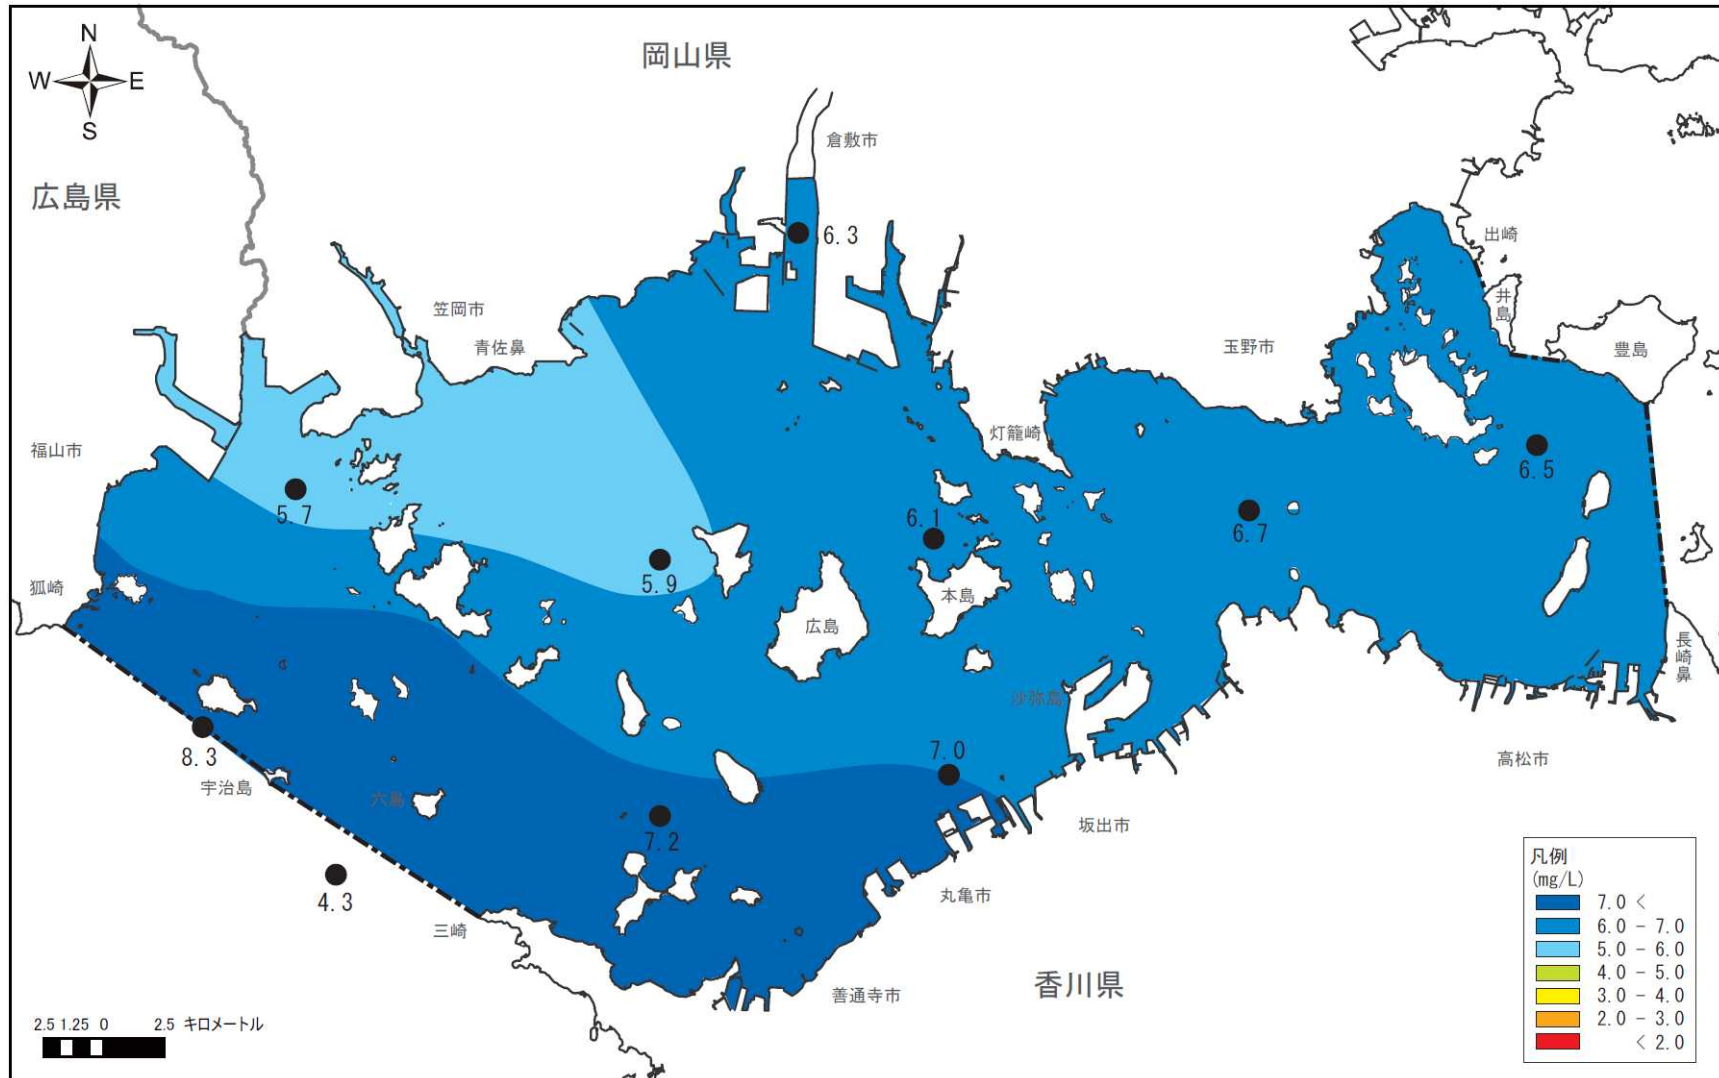 N
W E
S
岡山県
倉敷市
広島県
6.3
出崎
井島
笠岡市
青佐鼻
玉野市
豊島
灯籠崎
福山市
6.5
5.7
6.1
6.7
5.9
狐崎
本島
広島
長崎鼻
沙弥島
8.3
7.0
高松市
宇治島
六島
坂出市
7.2
4.3
丸亀市
三崎
善通寺市
香川県
2.5 1.25 0 2.5 キロメートル
凡例
(mg/L)
7.0 <
6.0 - 7.0
5.0 - 6.0
4.0 - 5.0
3.0 - 4.0
2.0 - 3.0
< 2.0